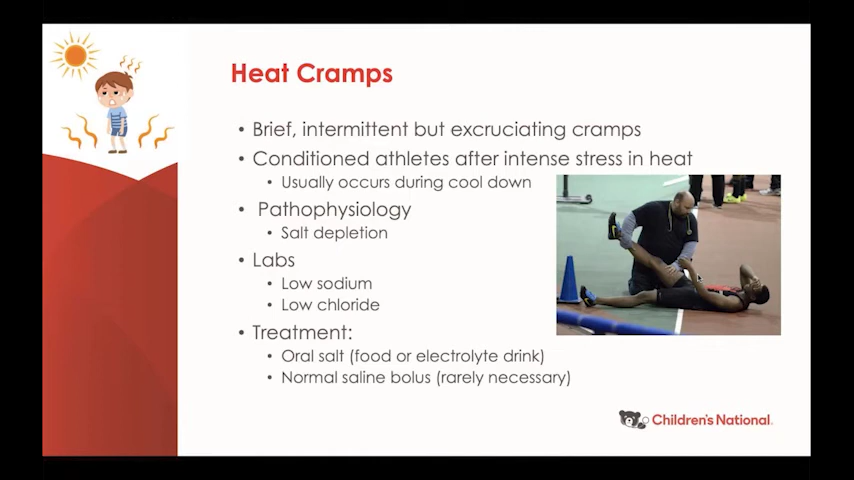 Heat Cramps
• Brief, intermittent but excruciating cramps
• Conditioned athletes after intense stress in heat
• Usually occurs during cool down
• Pathophysiology
• Salt depletion
• Labs
• Low sodium
• Low chloride
• Treatment:
• Oral salt (food or electrolyte drink)
• Normal saline bolus (rarely necessary)
Children's National